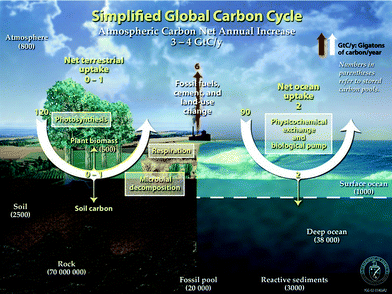 Simplified Global Carbon Cycle
Atmospheric Carbon Net Annual Increase
3 – 4 GtC/y
Atmosphere
(800)
GtC/y: Gigatons
of carbon/year
Numbers in
parentheses
refer to stored
carbon pools.
Net terrestrial
uptake
0 – 1
6
Fossil fuels,
cement, and
land-use
change
Net ocean
uptake
2
120
Photosynthesis
Plant biomass
(500)
Respiration
Microbial
decomposition
0 – 1
Soil carbon
90
Physicochemical
exchange
and
biological pump
2
Surface ocean
(1000)
Soil
(2500)
Deep ocean
(38 000)
Rock
(70 000 000)
Fossil pool
(20 000)
Reactive sediments
(3000)